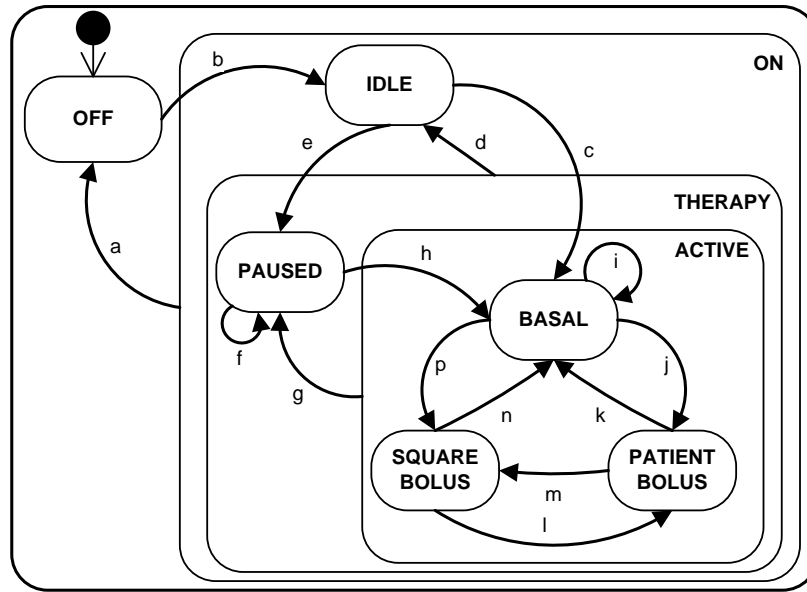 b
IDLE
ON
OFF
e
d
c
THERAPY
a
h
ACTIVE
i
PAUSED
BASAL
f
p
j
g
n
k
SQUARE
BOLUS
PATIENT
BOLUS
m
l